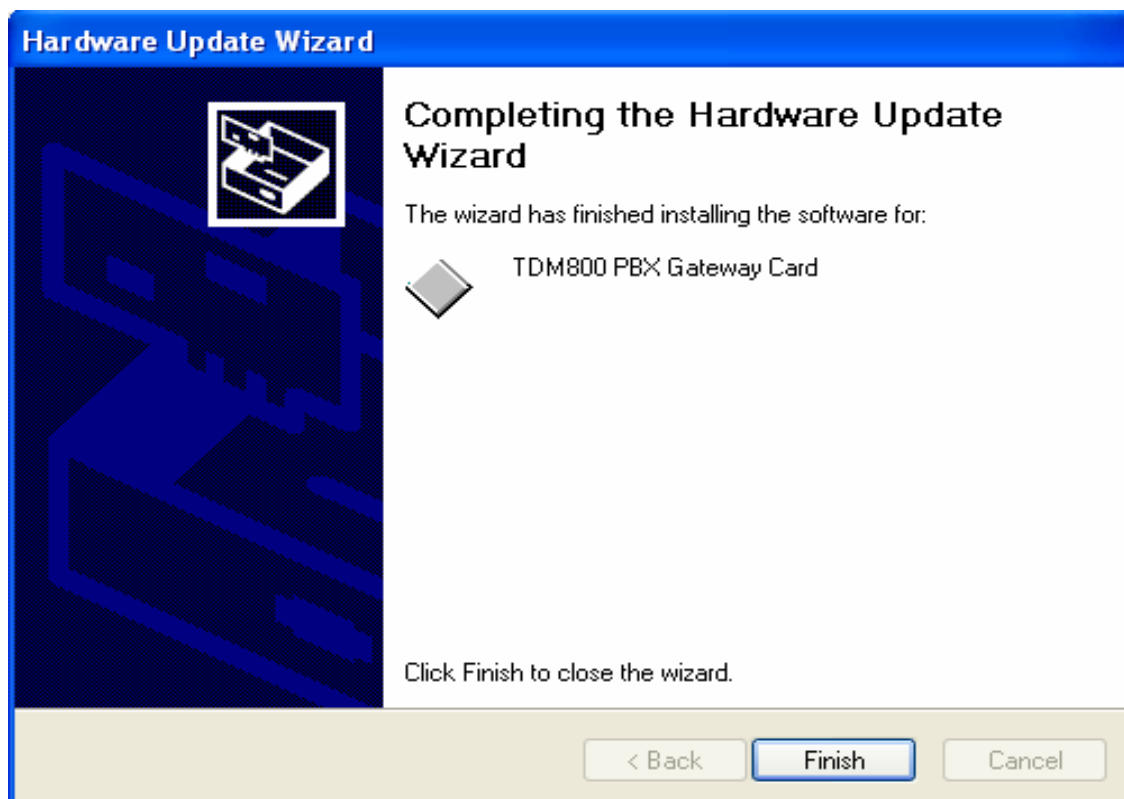 Hardware Update Wizard
Completing the Hardware Update
Wizard
The wizard has finished installing the software for:
TDM800 PBX Gateway Card
Click Finish to close the wizard.
< Back
Finish
Cancel